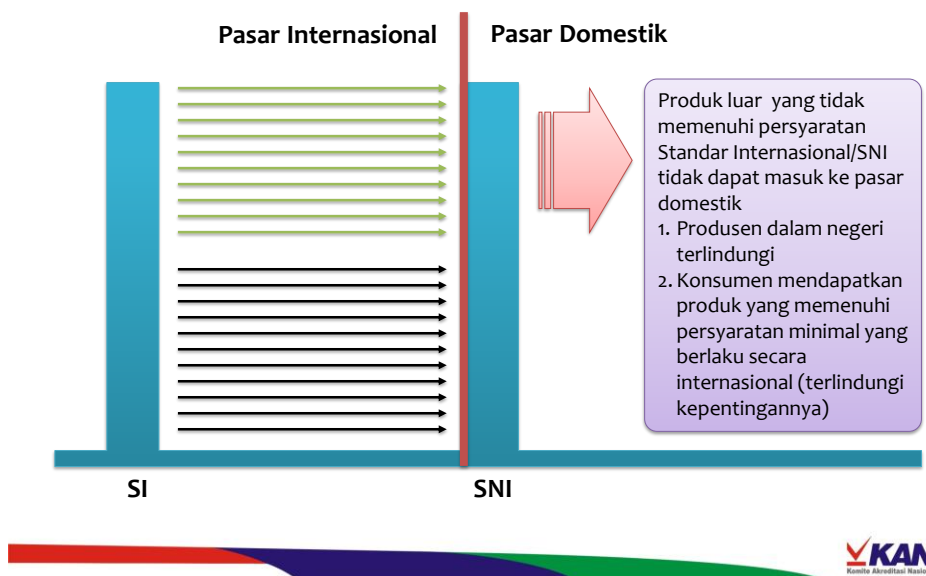 Pasar Internasional
Pasar Domestik
Produk luar yang tidak
memenuhi persyaratan
Standar Internasional/SNI
tidak dapat masuk ke pasar
domestik
1. Produsen dalam negeri
terlindungi
2. Konsumen mendapatkan
produk yang memenuhi
persyaratan minimal yang
berlaku secara
internasional (terlindungi
kepentingannya)
SI
SNI
KAN
Komite Akreditasi